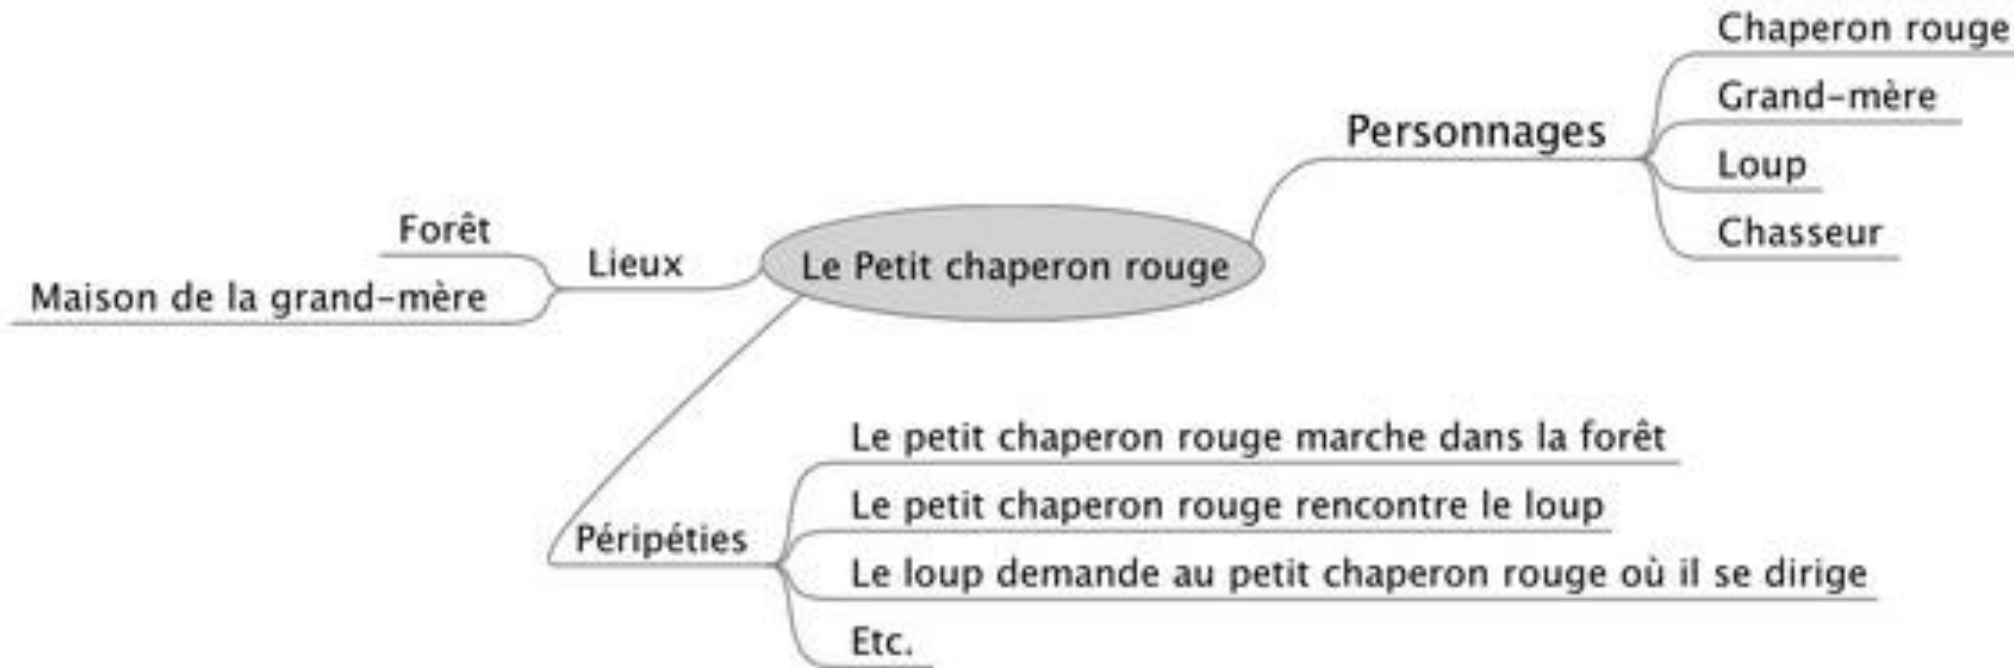 Le Petit chaperon rouge
Personnages
Chaperon rouge
Grand-mère
Loup
Chasseur
Lieux
Forêt
Maison de la grand-mère
Péripéties
Le petit chaperon rouge marche dans la forêt
Le petit chaperon rouge rencontre le loup
Le loup demande au petit chaperon rouge où il se dirige
Etc.